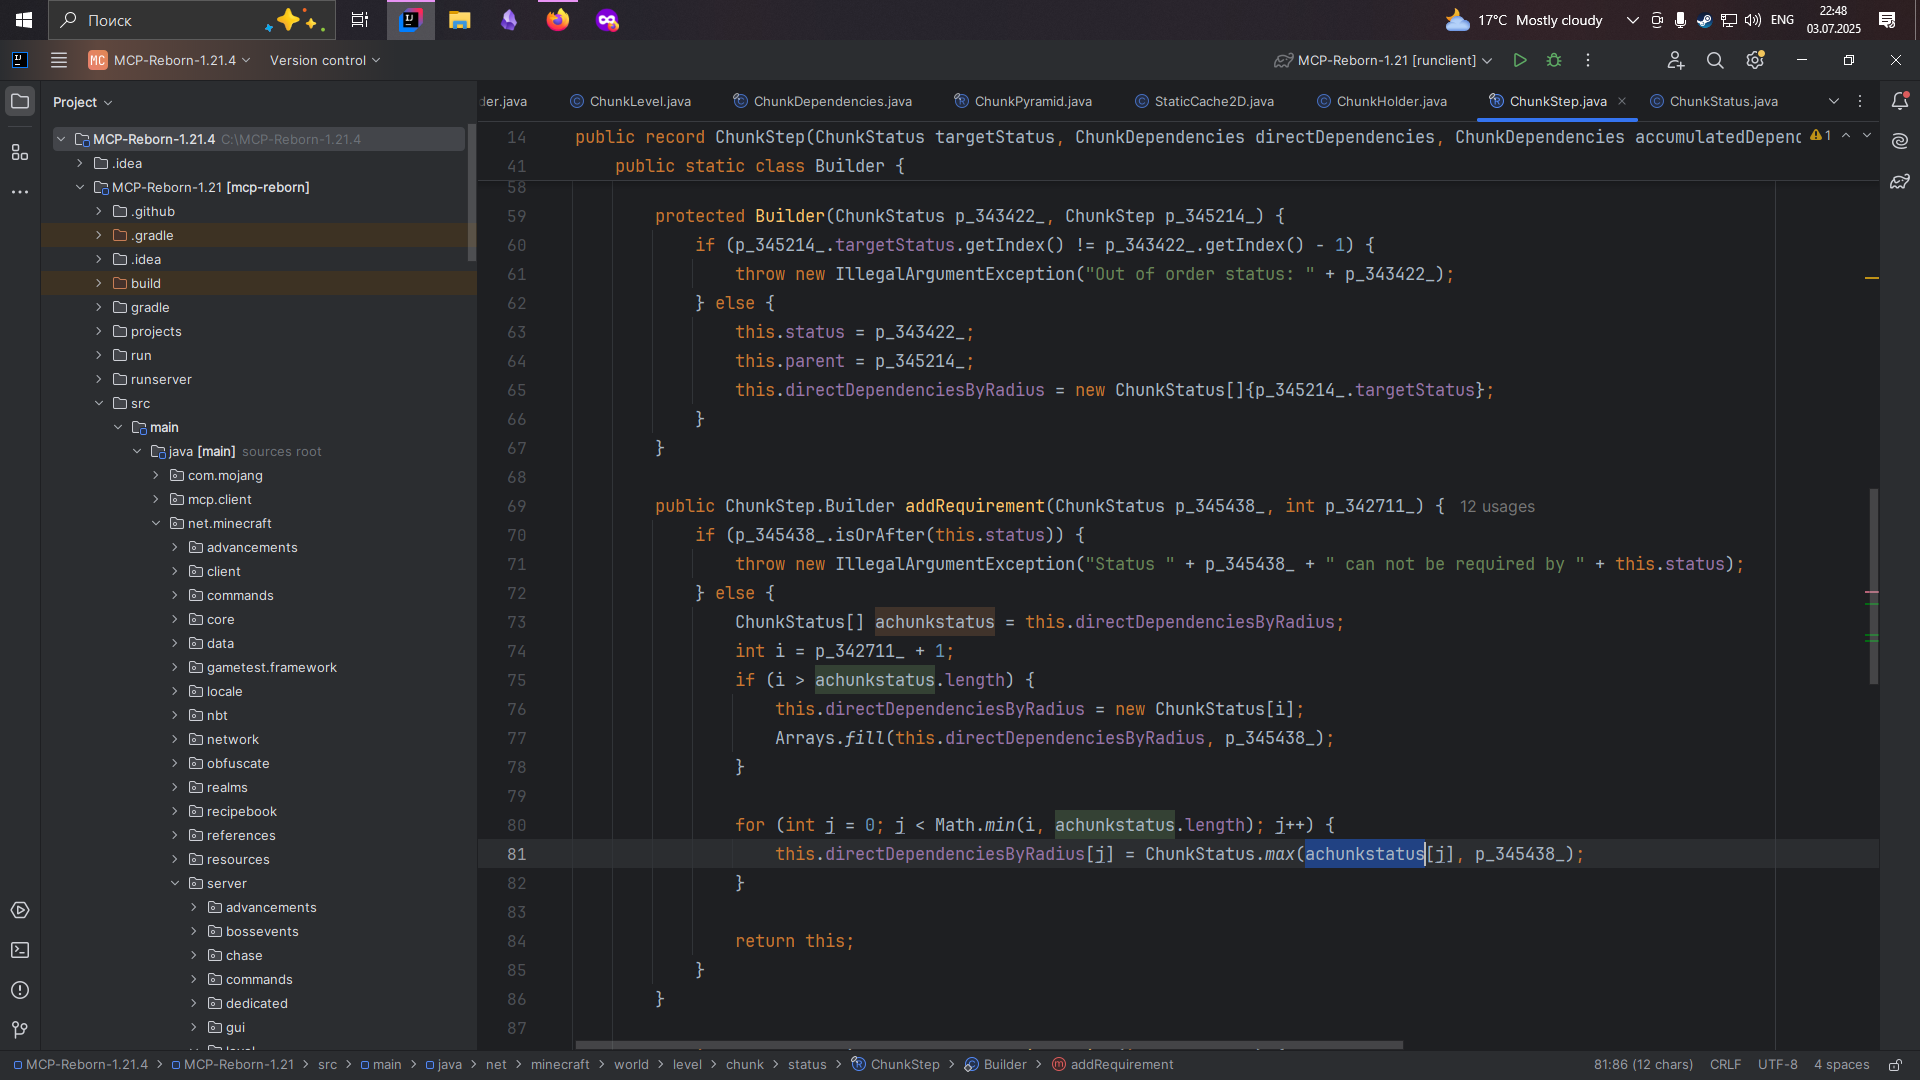 Поиск
17°C Mostly cloudy
ENG
22:48
03.07.2025
MC MCP-Reborn-1.21.4
Version control
MCP-Reborn-1.21 [runclient]
Project
der.java
ChunkLevel.java
ChunkDependencies.java
ChunkPyramid.java
StaticCache2D.java
ChunkHolder.java
ChunkStep.java
ChunkStatus.java
MCP-Reborn-1.21.4 C:\MCP-Reborn-1.21.4
.idea
MCP-Reborn-1.21 [mcp-reborn]
.github
.gradle
.idea
build
gradle
projects
run
runserver
src
main
java [main] sources root
com.mojang
mcp.client
net.minecraft
advancements
client
commands
core
data
gametest.framework
locale
nbt
network
obfuscate
realms
recipebook
references
resources
server
advancements
bossevents
chase
commands
dedicated
gui
14 public record ChunkStep(ChunkStatus targetStatus, ChunkDependencies directDependencies, ChunkDependencies accumulatedDepend 1
41 public static class Builder {
58
59 protected Builder(ChunkStatus p_343422_, ChunkStep p_345214_) {
60 if (p_345214_.targetStatus.getIndex() != p_343422_.getIndex() - 1) {
61 throw new IllegalArgumentException("Out of order status: " + p_343422_);
62 } else {
63 this.status = p_343422_;
64 this.parent = p_345214_;
65 this.directDependenciesByRadius = new ChunkStatus[]{p_345214_.targetStatus};
66 }
67 }
68
69 public ChunkStep.Builder addRequirement(ChunkStatus p_345438_, int p_342711_) { 12 usages
70 if (p_345438_.isOrAfter(this.status)) {
71 throw new IllegalArgumentException("Status " + p_345438_ + " can not be required by " + this.status);
72 } else {
73 ChunkStatus[] achunkstatus = this.directDependenciesByRadius;
74 int i = p_342711_ + 1;
75 if (i > achunkstatus.length) {
76 this.directDependenciesByRadius = new ChunkStatus[i];
77 Arrays.fill(this.directDependenciesByRadius, p_345438_);
78 }
79
80 for (int j = 0; j < Math.min(i, achunkstatus.length); j++) {
81 this.directDependenciesByRadius[j] = ChunkStatus.max(achunkstatus[j], p_345438_);
82 }
83
84 return this;
85 }
86 }
87
MCP-Reborn-1.21.4 > MCP-Reborn-1.21 > src > main > java > net > minecraft > world > level > chunk > status > ChunkStep > Builder > addRequirement
81:86 (12 chars) CRLF UTF-8 4 spaces